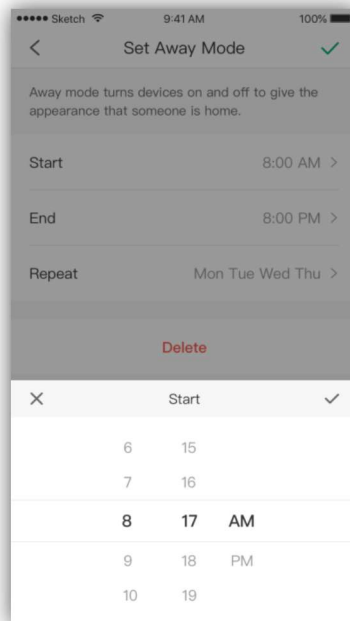 Sketch 9:41 AM 100%
Set Away Mode
Away mode turns devices on and off to give the
appearance that someone is home.
Start 8:00 AM >
End 8:00 PM >
Repeat Mon Tue Wed Thu >
Delete
Start
6 15
7 16
8 17 AM
9 18 PM
10 19